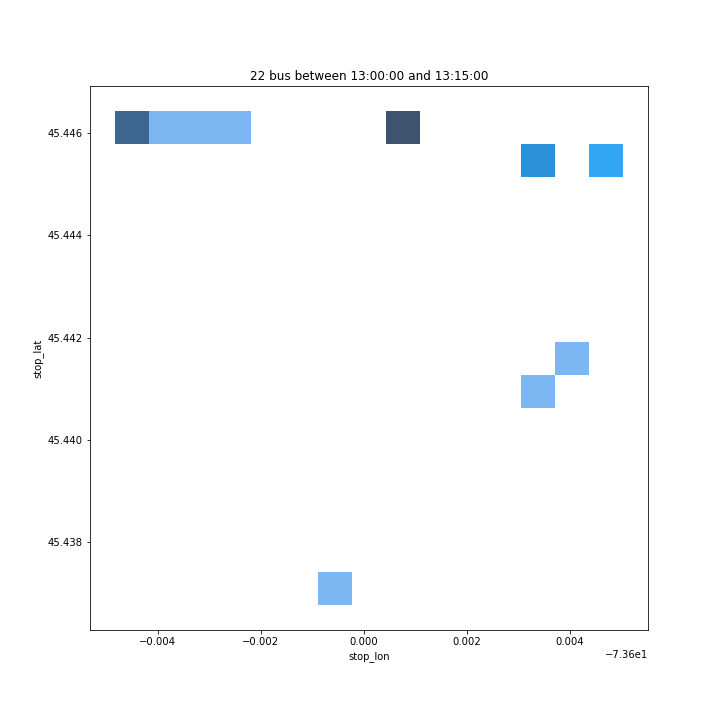 22 bus between 13:00:00 and 13:15:00
45.446
45.444
45.442
45.440
45.438
stop_lat
−0.004 −0.002 0.000 0.002 0.004
stop_lon
−7.36e1